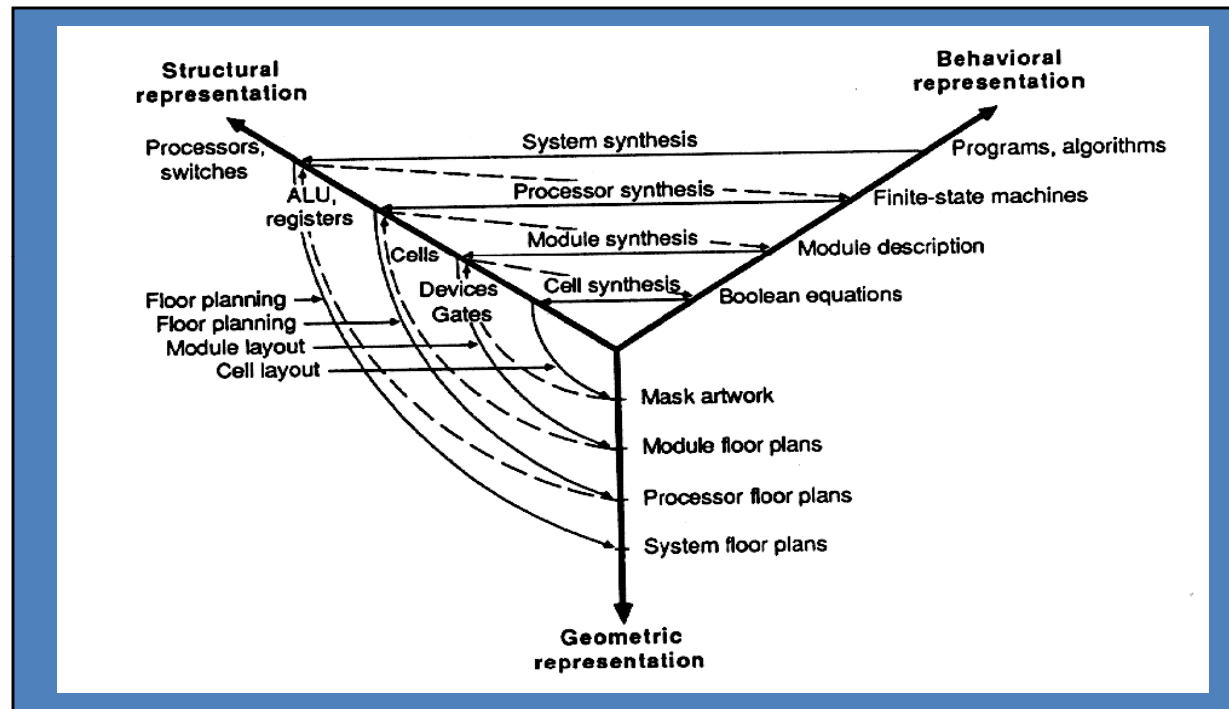 Structural
representation
Behavioral
representation
System synthesis
Processors,
switches
Programs, algorithms
ALU,
registers
Processor synthesis
Finite-state machines
Cells
Module synthesis
Module description
Devices
Gates
Cell synthesis
Boolean equations
Floor planning
Floor planning
Module layout
Cell layout
Mask artwork
Module floor plans
Processor floor plans
System floor plans
Geometric
representation